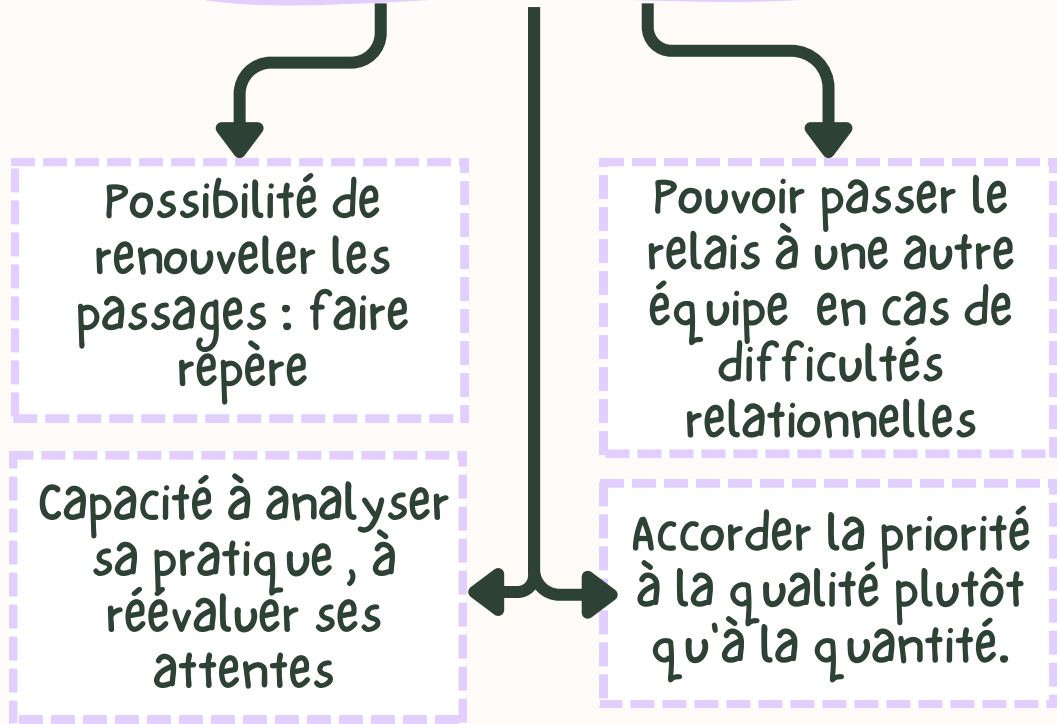 Possibilité de
renouveler les
passages : faire
repère
Pouvoir passer le
relais à une autre
équipe en cas de
difficultés
relationnelles
Capacité à analyser
sa pratique , à
réévaluer ses
attentes
Accorder la priorité
à la qualité plutôt
qu'à la quantité.